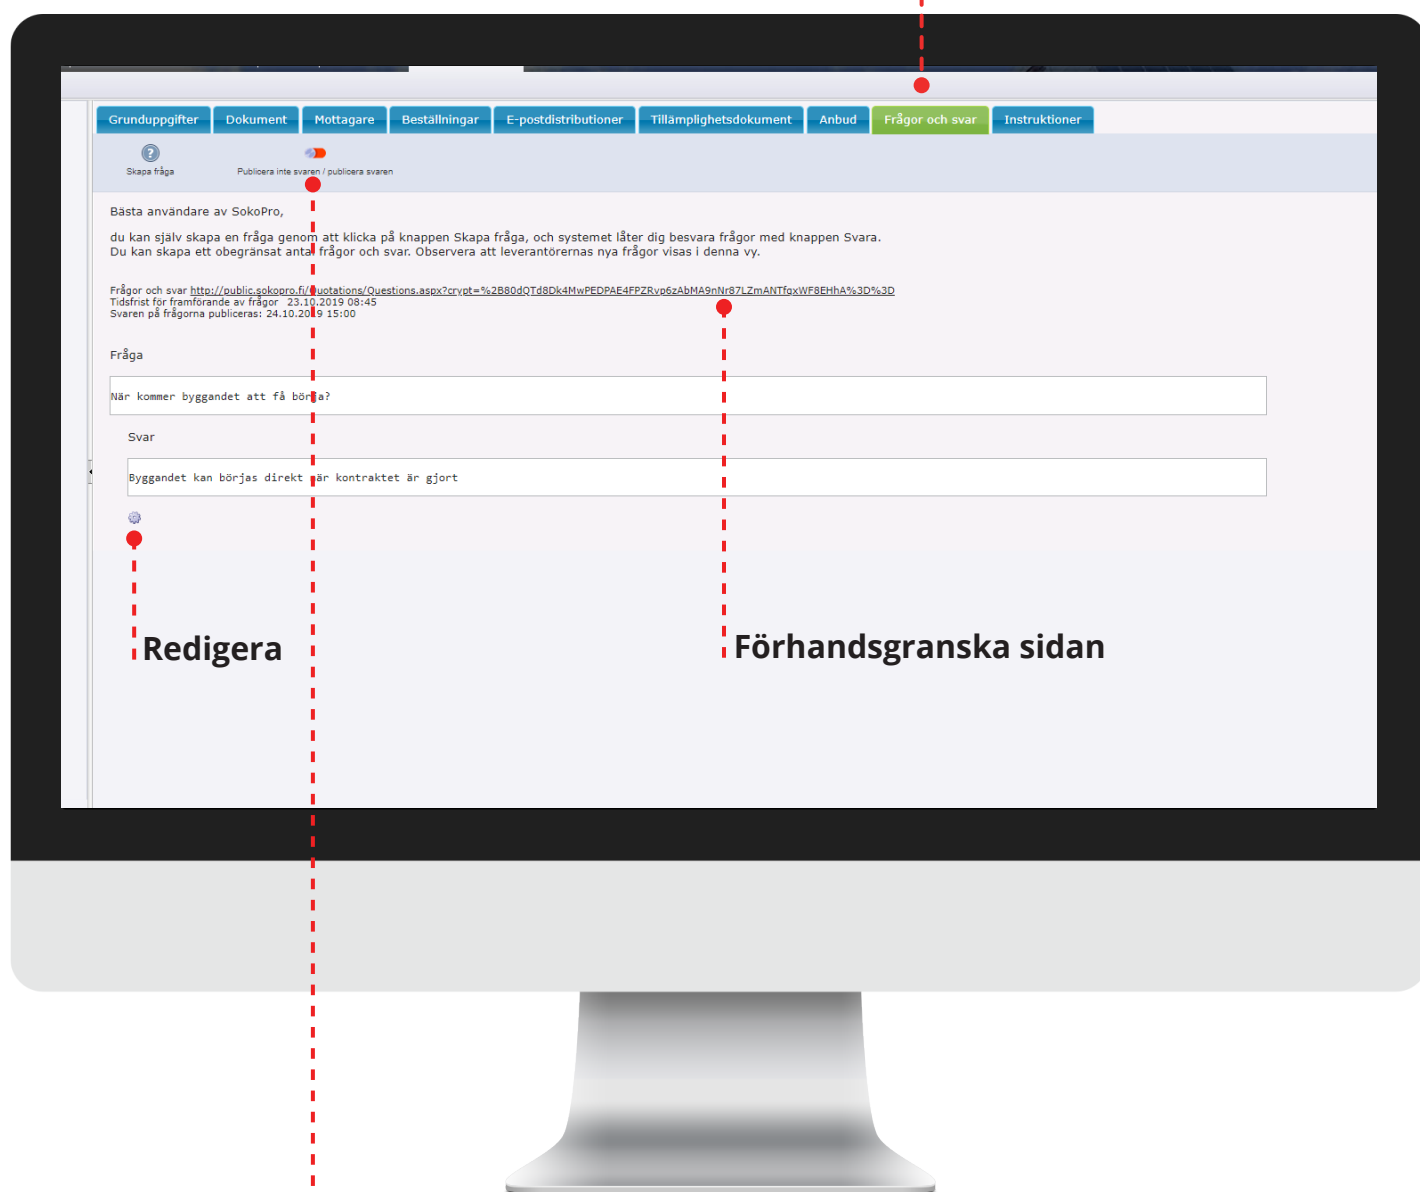 Grunduppgifter Dokument Mottagare Beställningar E-postdistributioner Tillämplighetsdokument Anbud Frågor och svar Instruktioner
Skapa fråga Publicera inte svaren / publicera svaren
Bästa användare av SokoPro,
du kan själv skapa en fråga genom att klicka på knappen Skapa fråga, och systemet låter dig besvara frågor med knappen Svara.
Du kan skapa ett obegränsat antal frågor och svar. Observera att leverantörernas nya frågor visas i denna vy.
Frågor och svar http://public.sokopro.fi/Quotations/Questions.aspx?crypt=%2B80dQTd8Dk4MwPEDPAE4FPZRvp6zAbMA9nNr87LZmANTfqxWF8EHhA%3D%3D
Tidsfrist för framförande av frågor 23.10.2019 08:45
Svaren på frågorna publiceras: 24.10.2019 15:00
Fråga
När kommer byggandet att få börja?
Svar
Byggandet kan börjas direkt när kontraktet är gjort
Redigera
Förhandsgranska sidan